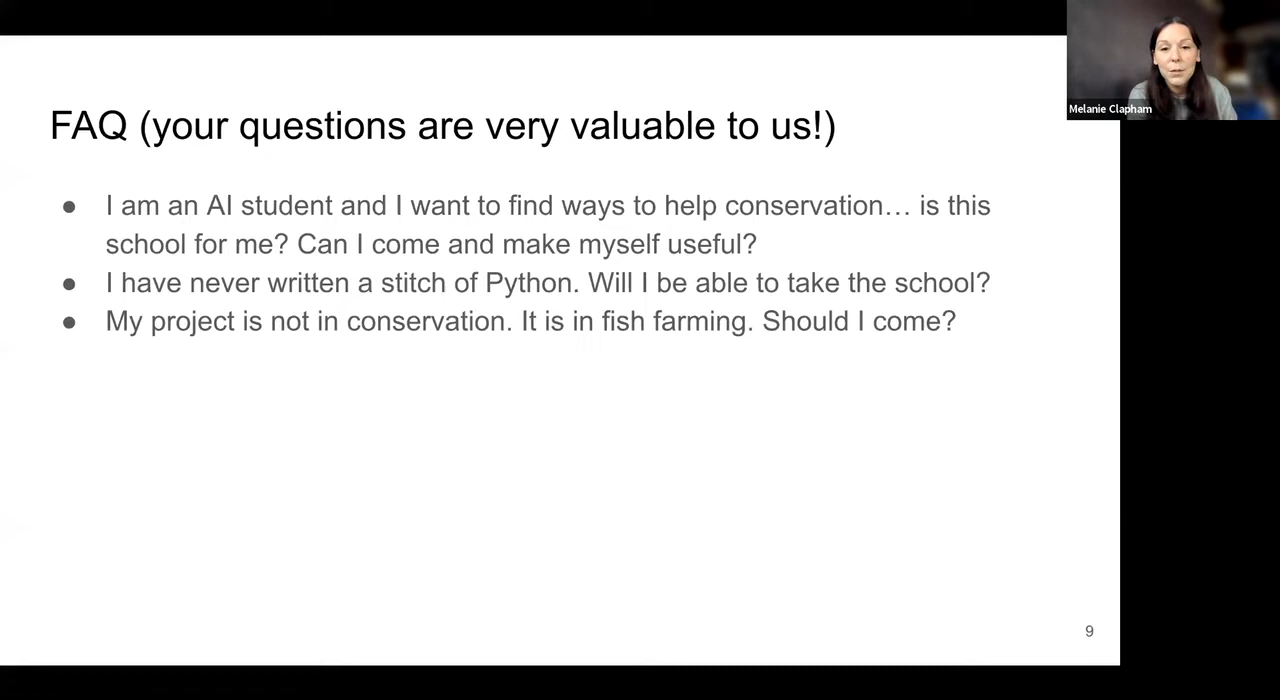 Melanie Clapham
FAQ (your questions are very valuable to us!)
● I am an AI student and I want to find ways to help conservation… is this
school for me? Can I come and make myself useful?
● I have never written a stitch of Python. Will I be able to take the school?
● My project is not in conservation. It is in fish farming. Should I come?
9